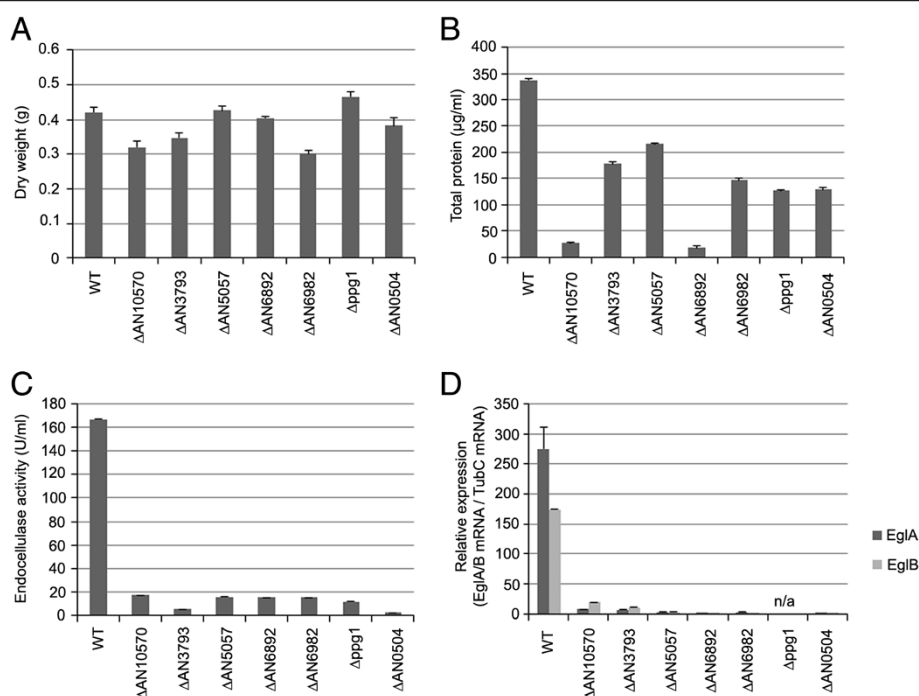 A
Dry weight (g)
0.6
0.5
0.4
0.3
0.2
0.1
0
WT
ΔAN10570
ΔAN3793
ΔAN5057
ΔAN6892
ΔAN6982
Δppg1
ΔAN0504
B
Total protein (µg/ml)
400
350
300
250
200
150
100
50
0
WT
ΔAN10570
ΔAN3793
ΔAN5057
ΔAN6892
ΔAN6982
Δppg1
ΔAN0504
C
Endocellulase activity (U/ml)
180
160
140
120
100
80
60
40
20
0
WT
ΔAN10570
ΔAN3793
ΔAN5057
ΔAN6892
ΔAN6982
Δppg1
ΔAN0504
D
Relative expression
(EglA/B mRNA / TubC mRNA)
350
300
250
200
150
100
50
0
n/a
WT
ΔAN10570
ΔAN3793
ΔAN5057
ΔAN6892
ΔAN6982
Δppg1
ΔAN0504
EglA
EglB